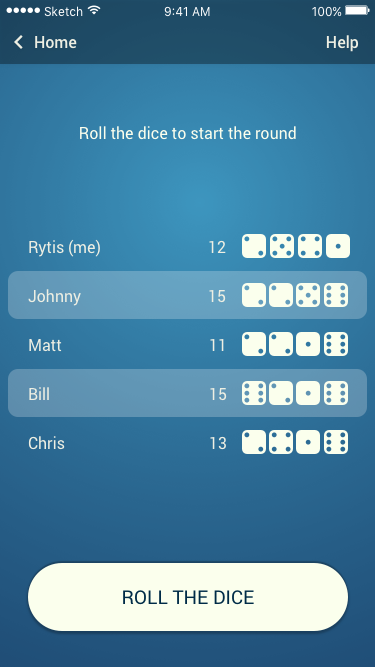 Sketch 9:41 AM 100%
Home Help
Roll the dice to start the round
Rytis (me) 12
Johnny 15
Matt 11
Bill 15
Chris 13
ROLL THE DICE